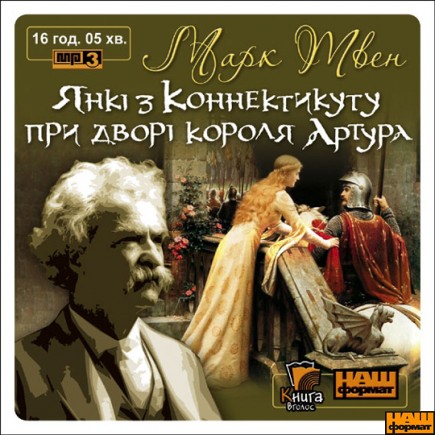 16 год. 05 хв.
mp3
Марк Твен
Янкі з Коннектикуту
при дворі короля Артура
Книга
Вголос
НАШ
формат
НАШ
формат